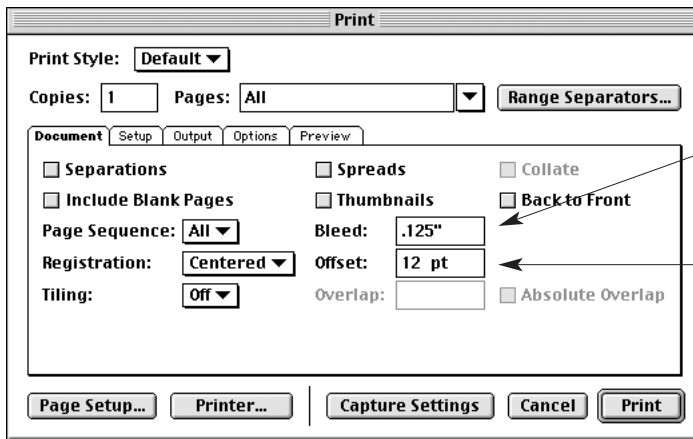 Print
Print Style: Default
Copies: 1 Pages: All Range Separators...
Document Setup Output Options Preview
Separations Spreads Collate
Include Blank Pages Thumbnails Back to Front
Page Sequence: All Bleed: .125"
Registration: Centered Offset: 12 pt
Tiling: Off Overlap: Absolute Overlap
Page Setup... Printer... Capture Settings Cancel Print